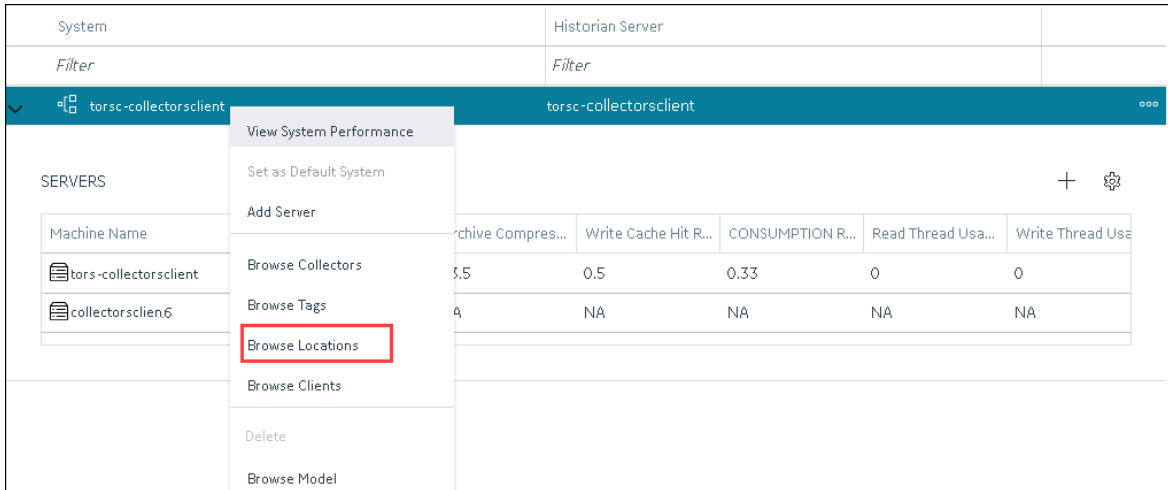 System Historian Server
Filter Filter
torsc-collectorsclient torsc-collectorsclient
View System Performance
Set as Default System
SERVERS
Add Server
Machine Name rchive Compres... Write Cache Hit R... CONSUMPTION R... Read Thread Usa... Write Thread Usa
Browse Collectors
tors-collectorsclient 3.5 0.5 0.33 0 0
Browse Tags
collectorsclien6 A NA NA NA NA
Browse Locations
Browse Clients
Delete
Browse Model